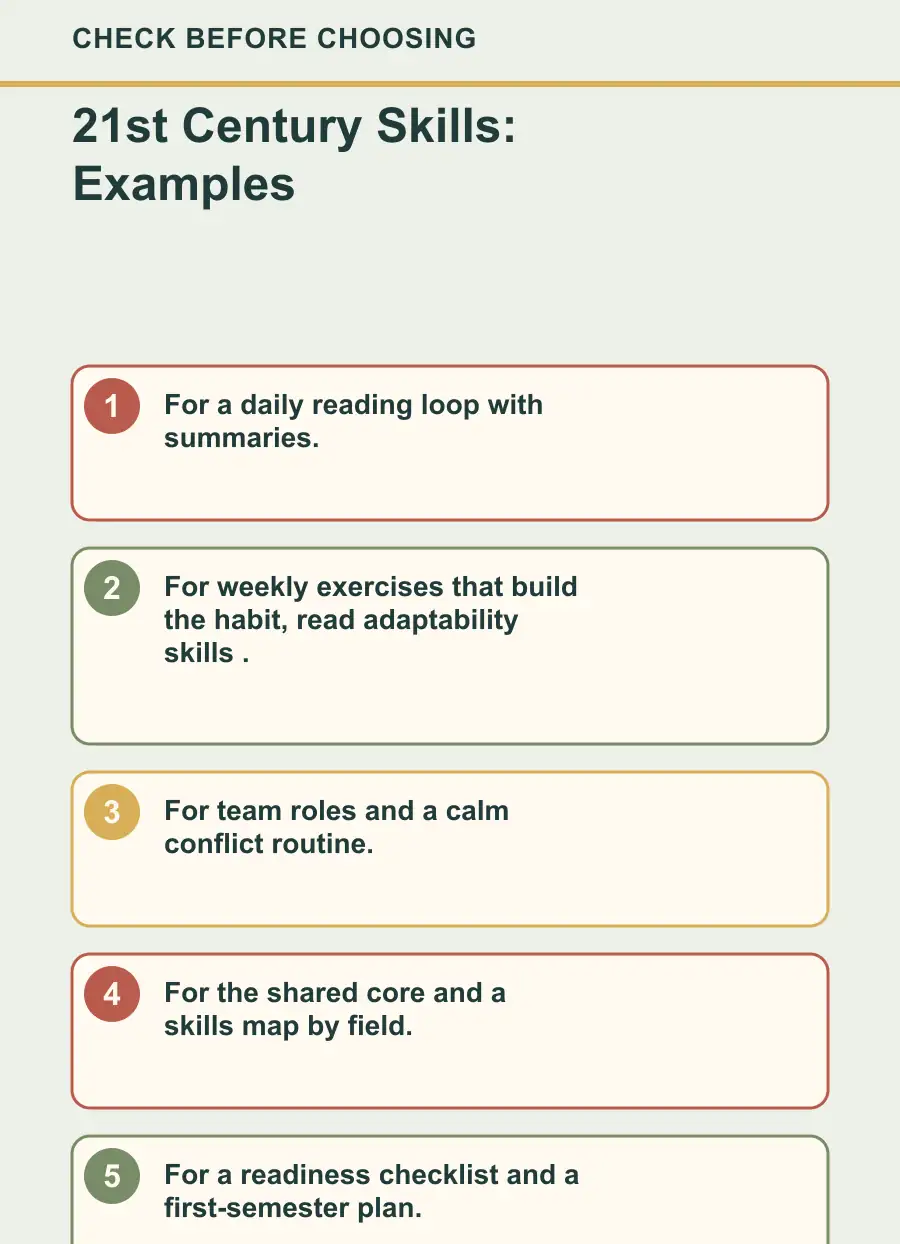 CHECK BEFORE CHOOSING
21st Century Skills:
Examples
1
For a daily reading loop with
summaries.
2
For weekly exercises that build
the habit, read adaptability
skills .
3
For team roles and a calm
conflict routine.
4
For the shared core and a
skills map by field.
5
For a readiness checklist and a
first-semester plan.